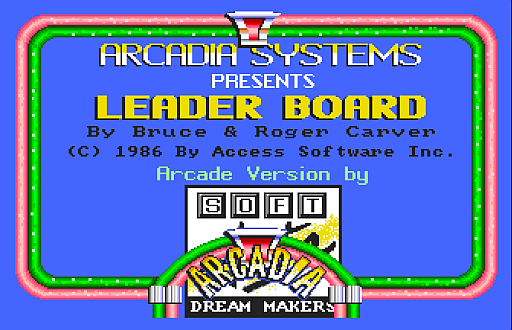 ARCADIA SYSTEMS
PRESENTS
LEADER BOARD
By Bruce & Roger Carver
(C) 1986 By Access Software Inc.
Arcade Version by
SOFT
ARCADIA
DREAM MAKERS